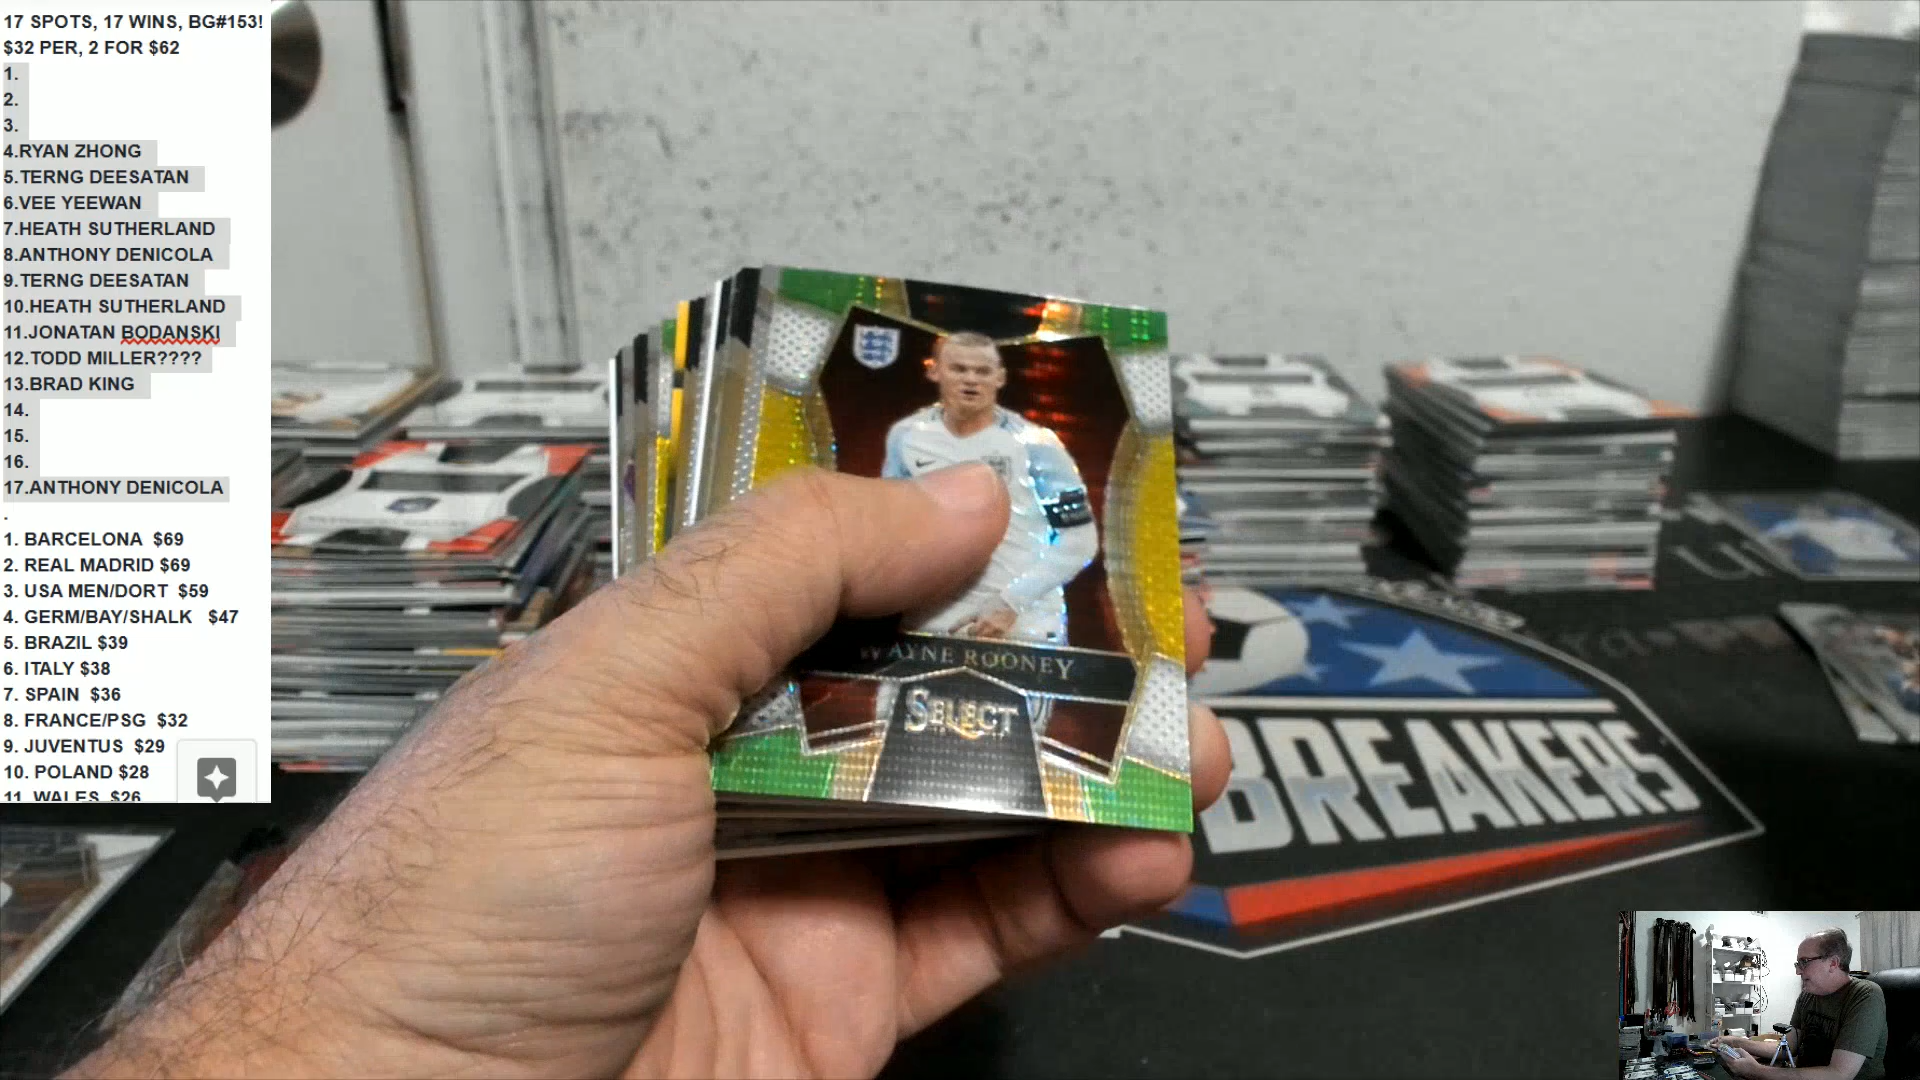 17 SPOTS, 17 WINS, BG#153!
$32 PER, 2 FOR $62
1.
2.
3.
4.RYAN ZHONG
5.TERNG DEESATAN
6.VEE YEEWAN
7.HEATH SUTHERLAND
8.ANTHONY DENICOLA
9.TERNG DEESATAN
10.HEATH SUTHERLAND
11.JONATAN BODANSKI
12.TODD MILLER????
13.BRAD KING
14.
15.
16.
17.ANTHONY DENICOLA
.
1. BARCELONA $69
2. REAL MADRID $69
3. USA MEN/DORT $59
4. GERM/BAY/SHALK $47
5. BRAZIL $39
6. ITALY $38
7. SPAIN $36
8. FRANCE/PSG $32
9. JUVENTUS $29
10. POLAND $28
11. WALES $26
WAYNE ROONEY
SELECT
BREAKERS